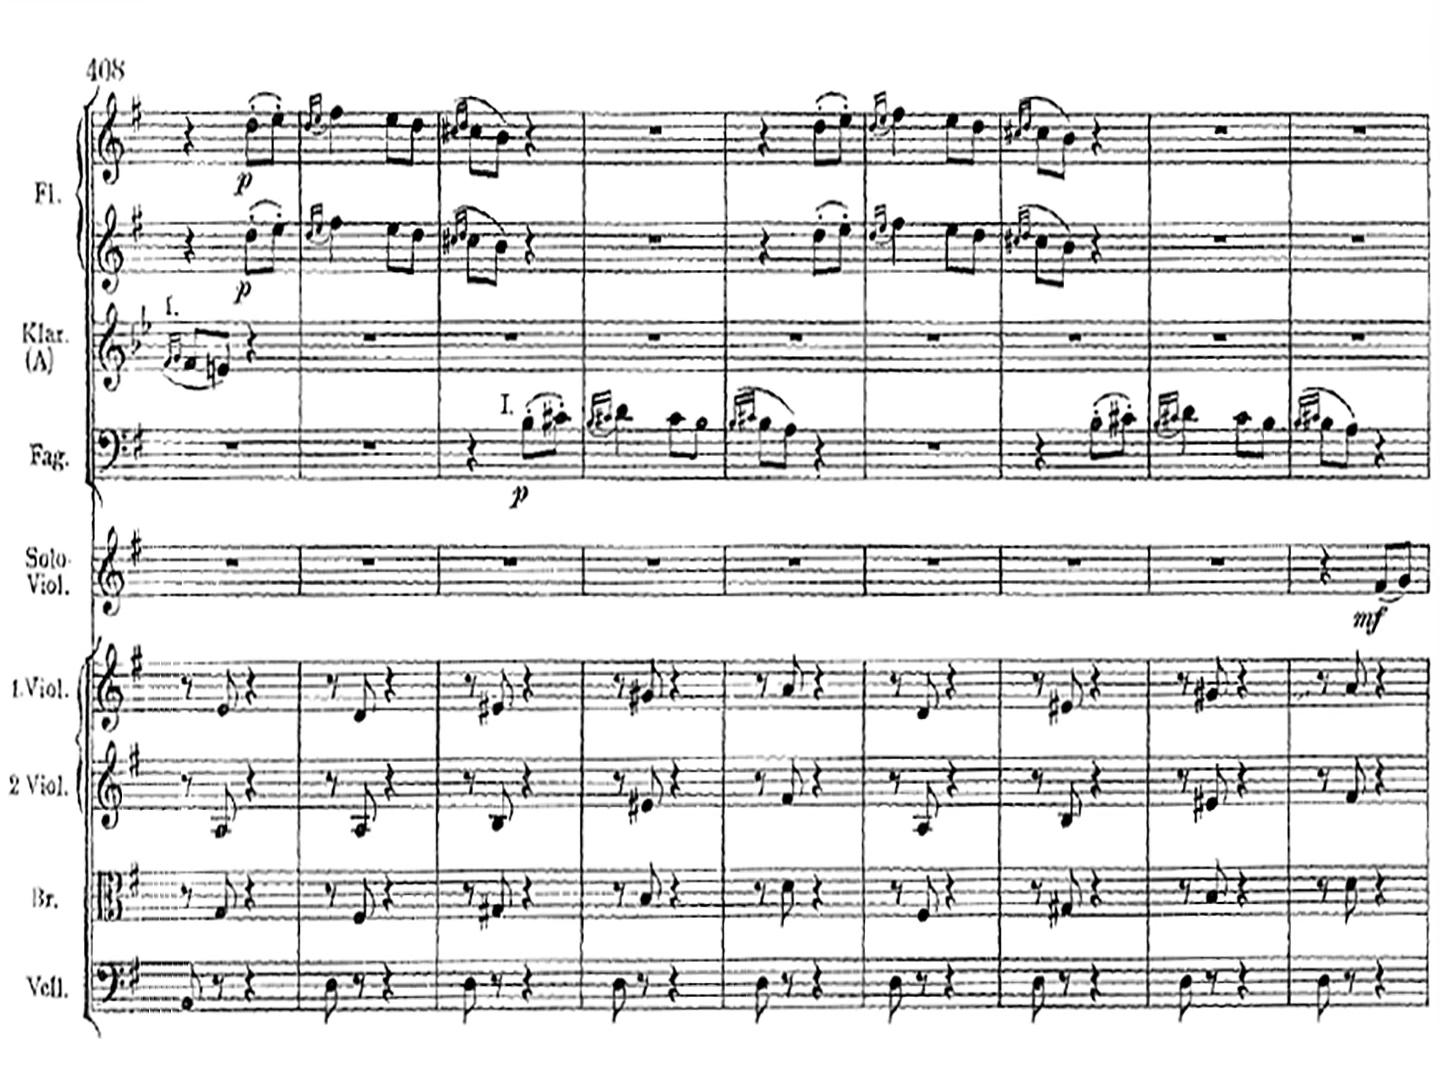 408
Fl.
p
p
I.
Klar.
(A)
I.
Fag.
p
Solo-
Viol.
mf
1.Viol.
2 Viol.
Br.
Vcll.